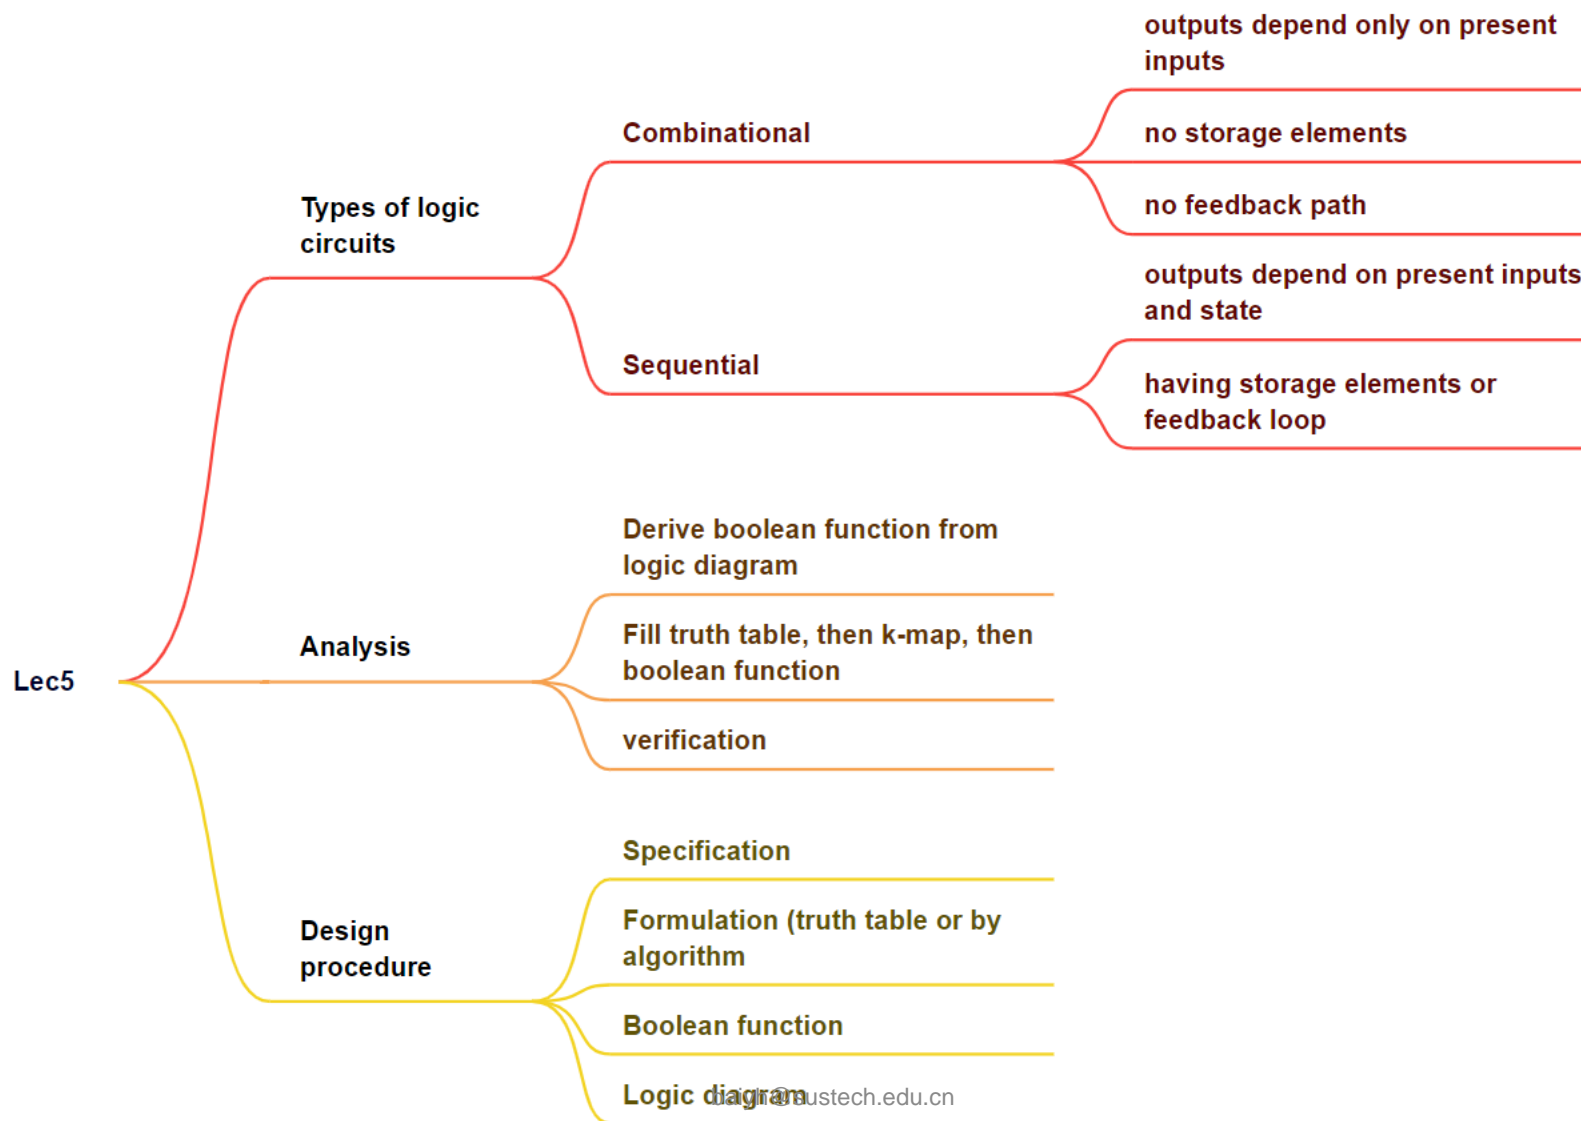 outputs depend only on present
inputs
Combinational
no storage elements
Types of logic
circuits
no feedback path
outputs depend on present inputs
and state
Sequential
having storage elements or
feedback loop
Derive boolean function from
logic diagram
Analysis
Fill truth table, then k-map, then
boolean function
Lec5
verification
Specification
Design
procedure
Formulation (truth table or by
algorithm
Boolean function
Logic diagram
baiyh@sustech.edu.cn